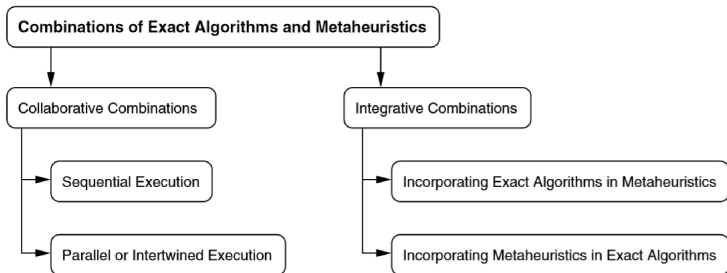 Combinations of Exact Algorithms and Metaheuristics
Collaborative Combinations
Integrative Combinations
Sequential Execution
Incorporating Exact Algorithms in Metaheuristics
Parallel or Intertwined Execution
Incorporating Metaheuristics in Exact Algorithms